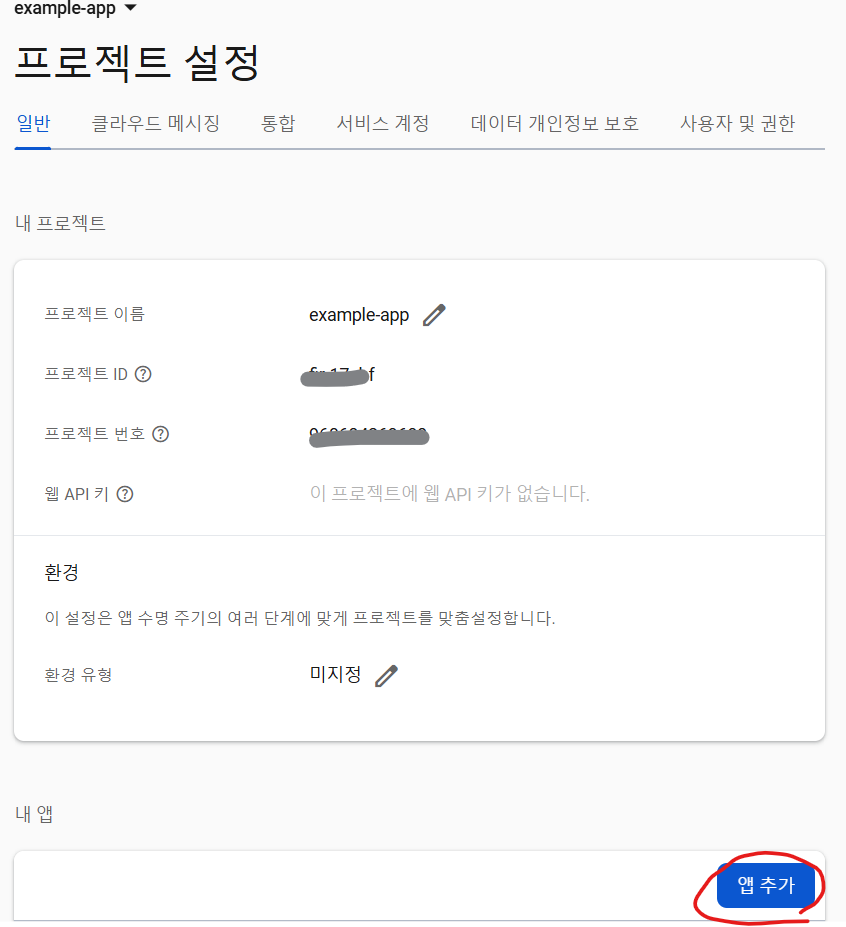 example-app
프로젝트 설정
일반 클라우드 메시징 통합 서비스 계정 데이터 개인정보 보호 사용자 및 권한
내 프로젝트
프로젝트 이름 example-app
프로젝트 ID
프로젝트 번호
웹 API 키 이 프로젝트에 웹 API 키가 없습니다.
환경
이 설정은 앱 수명 주기의 여러 단계에 맞게 프로젝트를 맞춤설정합니다.
환경 유형 미지정
내 앱
앱 추가